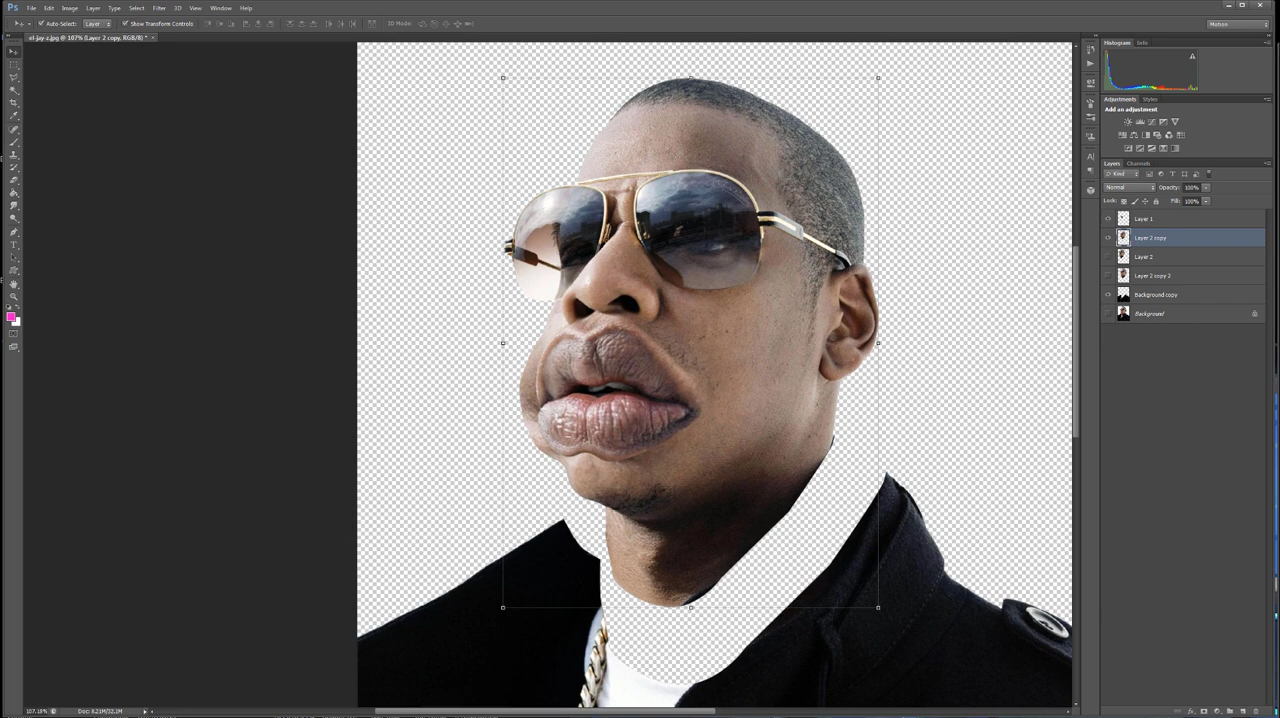 Ps File Edit Image Layer Type Select Filter 3D View Window Help
Auto-Select: Layer Show Transform Controls 3D Mode: Motion
el-jay-z.jpg @ 107% (Layer 2 copy, RGB/8) * ×
Histogram Info
Adjustments Styles
Add an adjustment
Layers Channels
Kind
Normal Opacity: 100%
Lock: Fill: 100%
Layer 1
Layer 2 copy
Layer 2
Layer 2 copy 2
Background copy
Background
107.18% Doc: 8.21M/32.1M